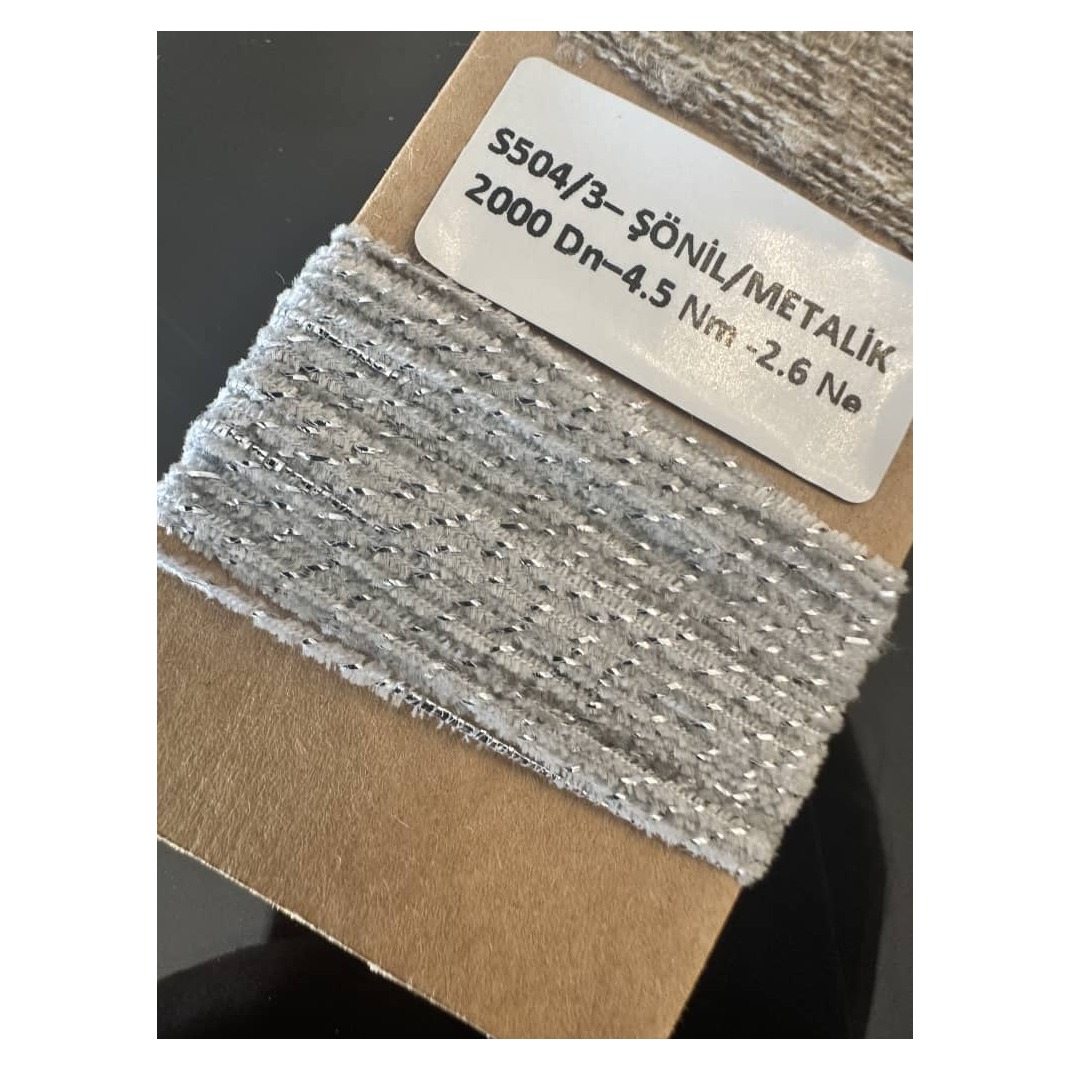 S504/3– ŞÖNİL/METALİK
2000 Dn–4.5 Nm -2.6 Ne